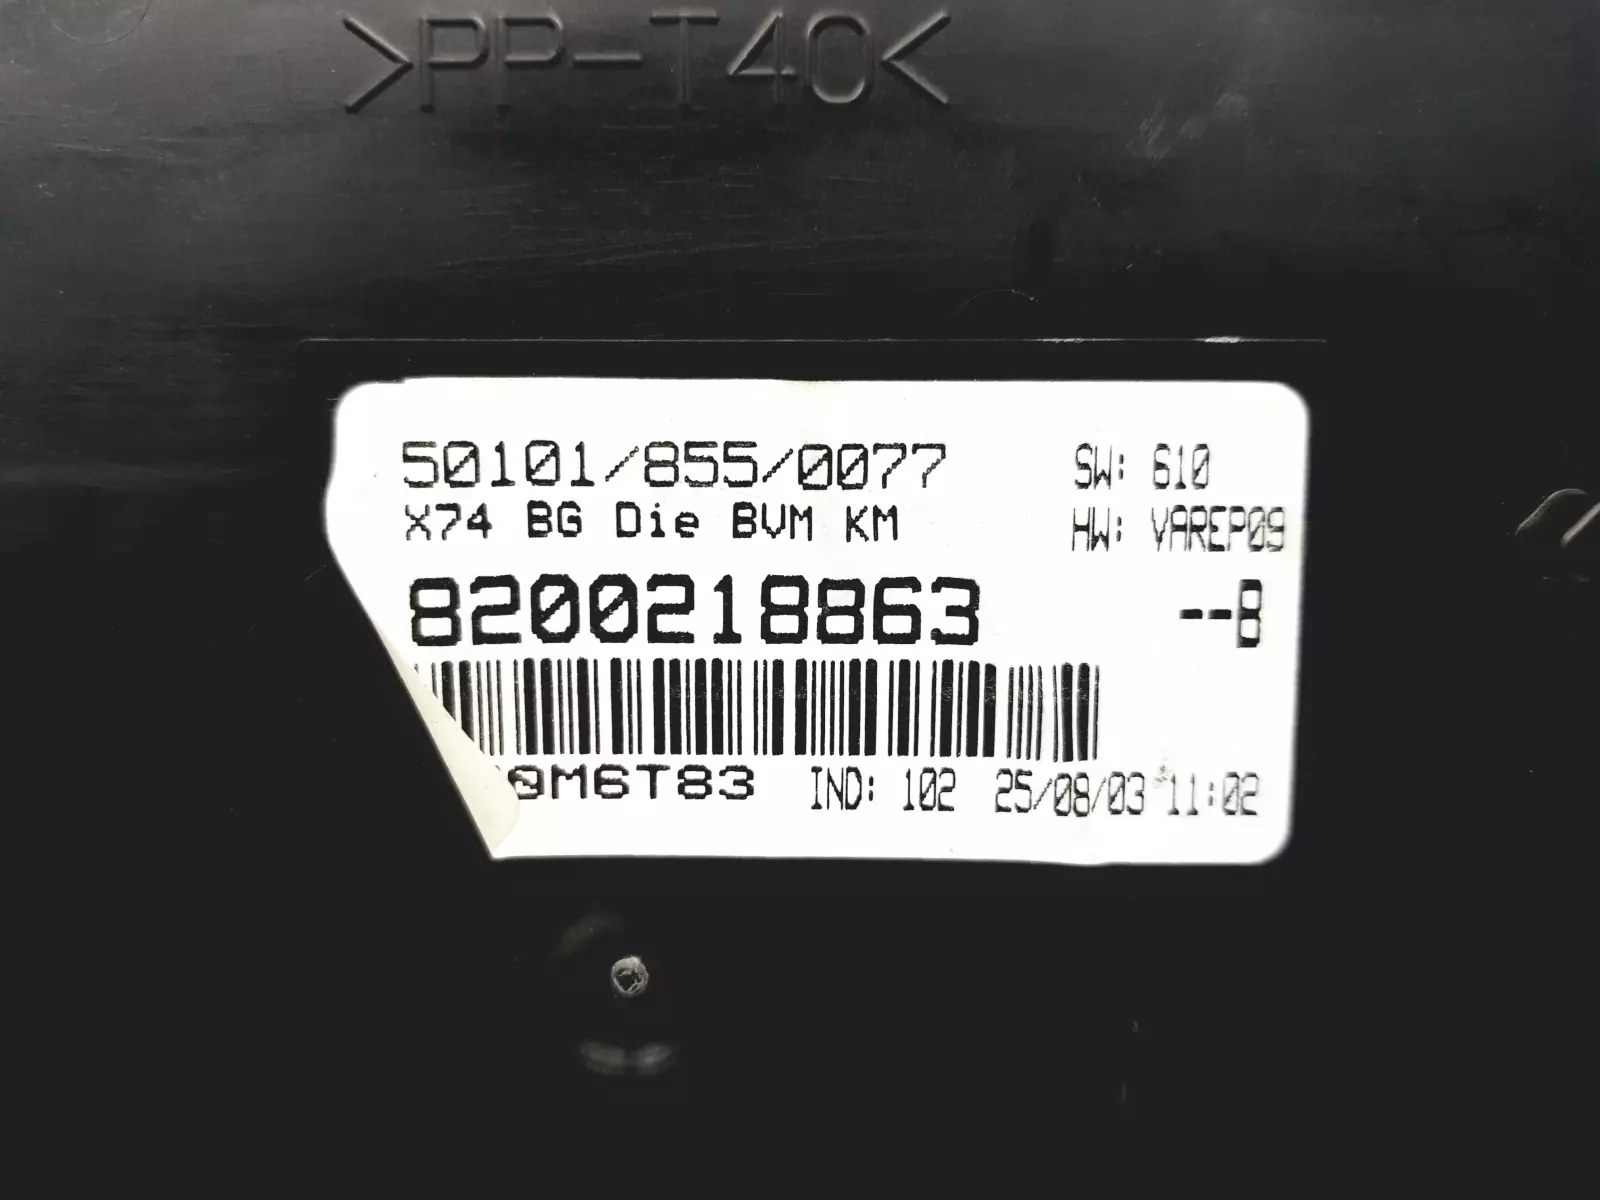 >PP-T40<
50101/855/0077 SW: 610
X74 BG Die BVM KM HW: VAREP09
8200218863 --B
0M6T83 IND: 102 25/08/03 11:02